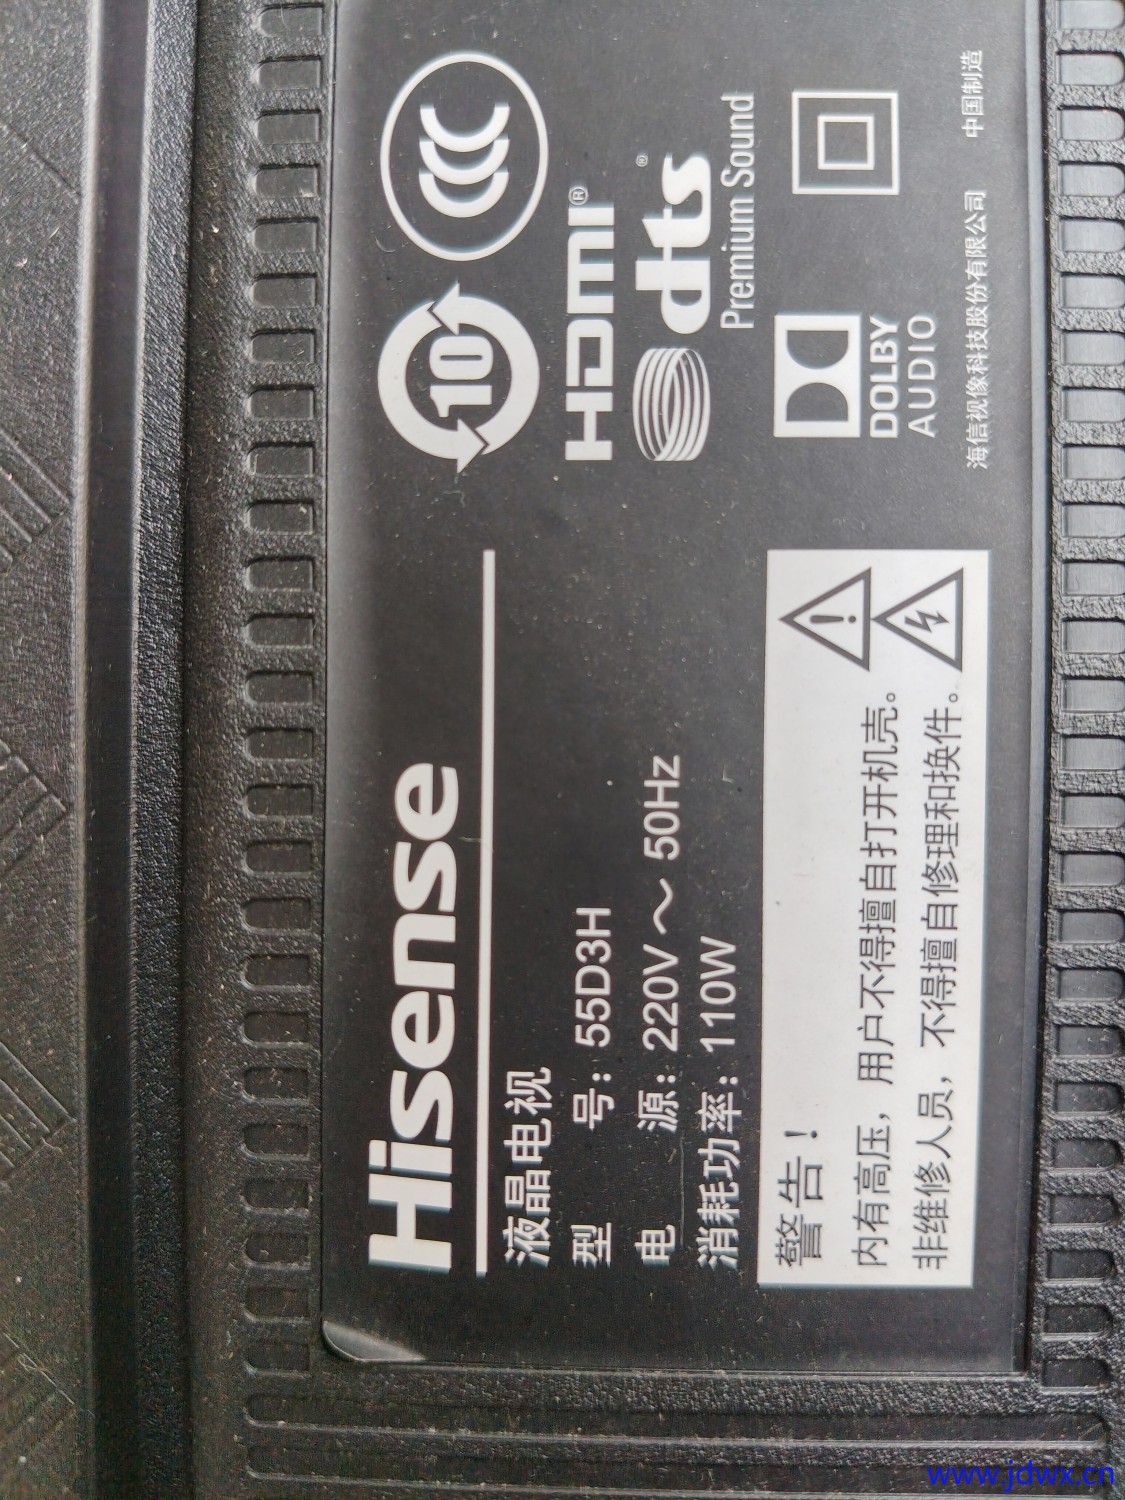 Hisense
液晶电视
型 号：55D3H
电 源：220V～50Hz
消耗功率：110W
警告！
内有高压，用户不得擅自打开机壳。
非维修人员，不得擅自修理和换件。
10
CCC
HDMI®
dts®
Premium Sound
DOLBY
AUDIO
海信视像科技股份有限公司 中国制造
www.jdwx.cn